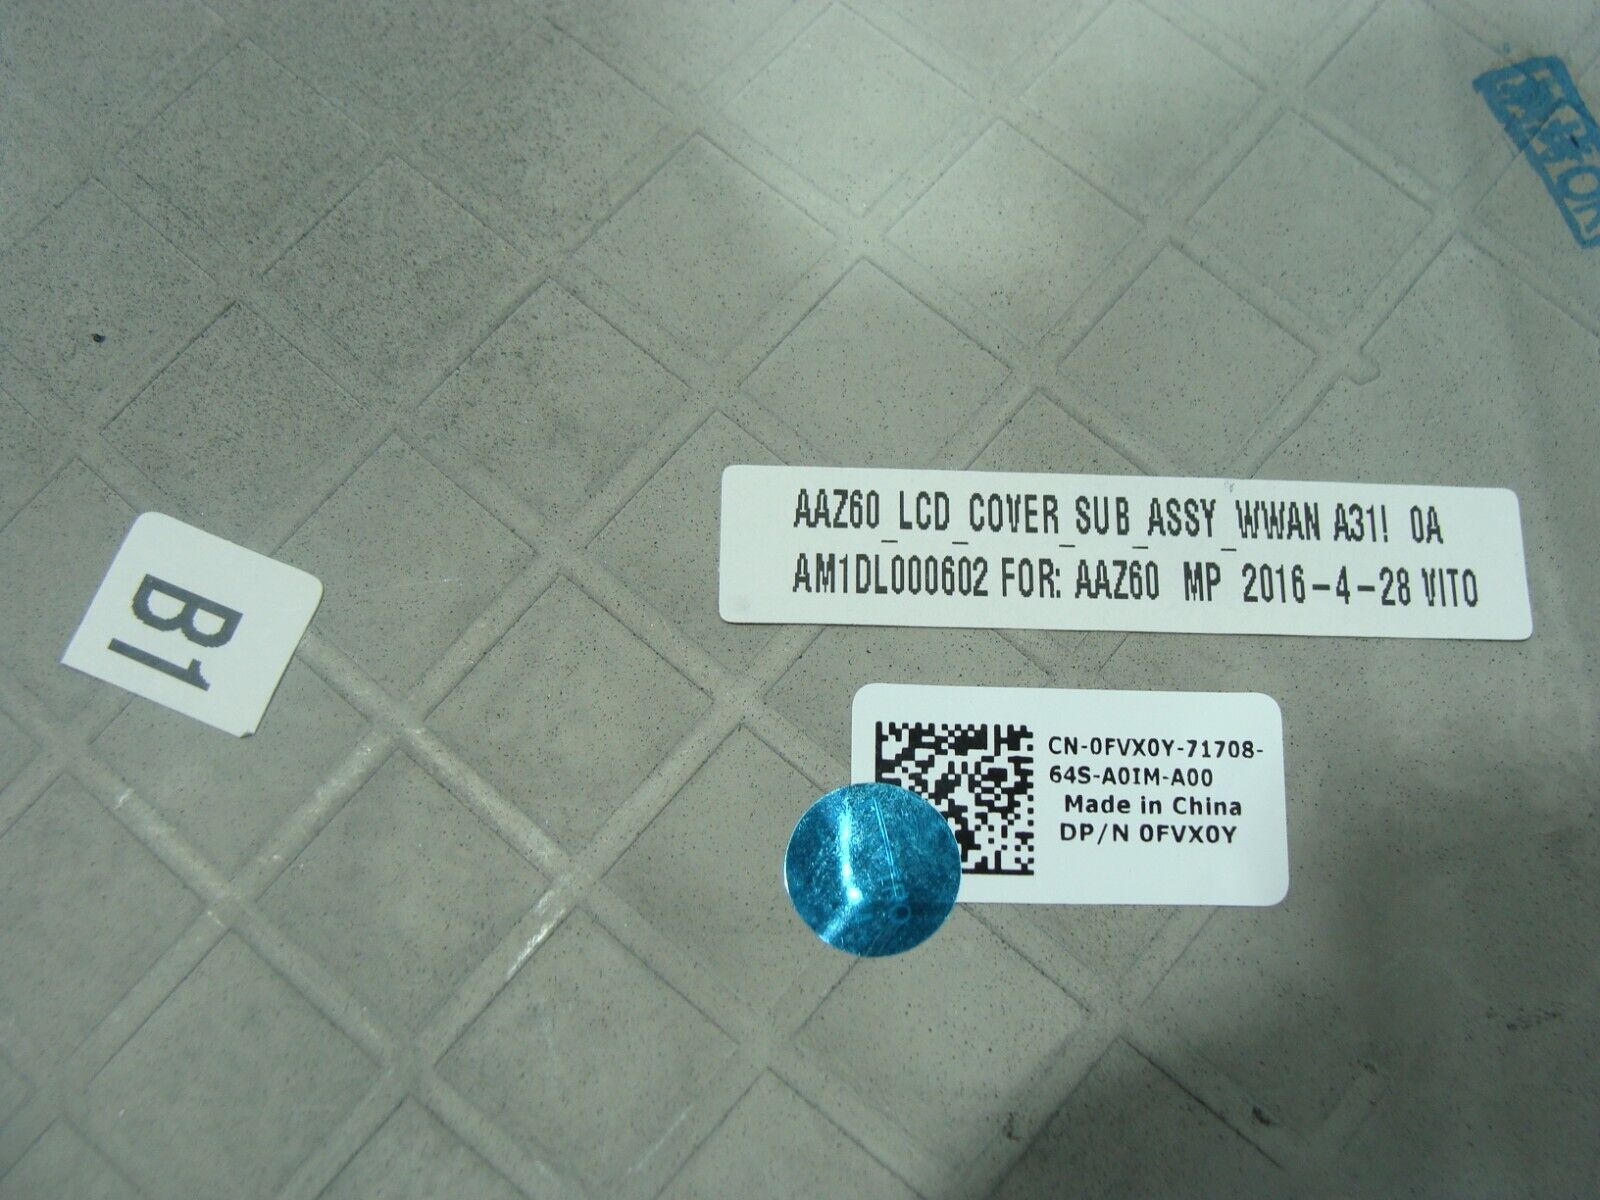 AAZ60_LCD_COVER_SUB_ASSY_WWAN A31! 0A
AM1DL000602 FOR: AAZ60 MP 2016-4-28 VITO
B1
CN-0FVX0Y-71708-
64S-A0IM-A00
Made in China
DP/N 0FVX0Y